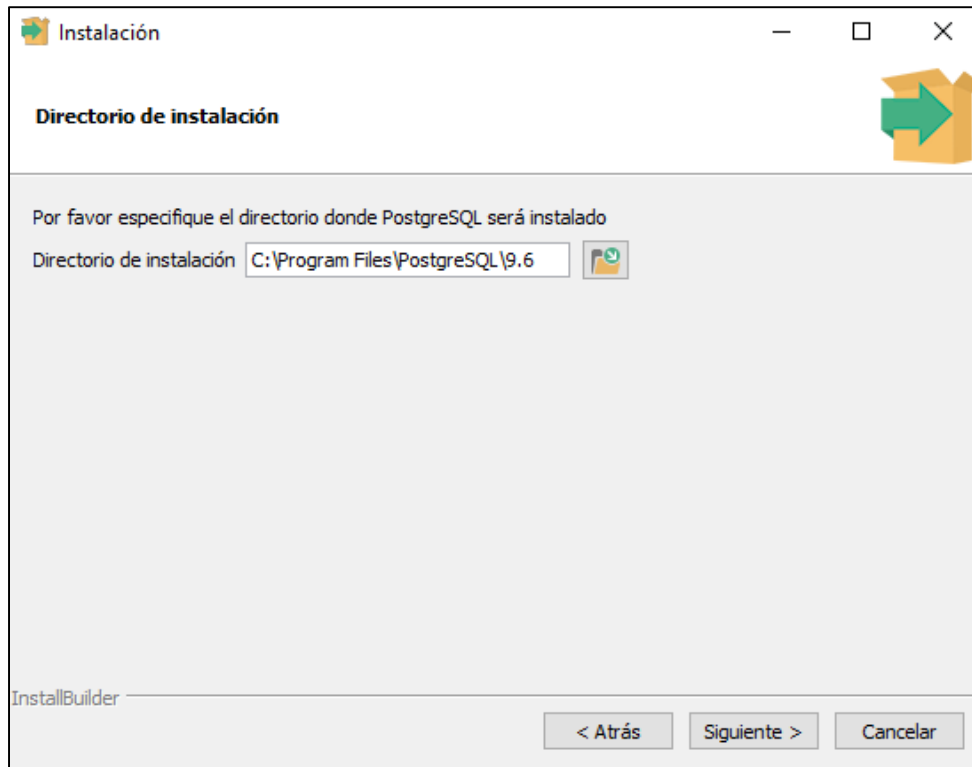 Instalación
Directorio de instalación
Por favor especifique el directorio donde PostgreSQL será instalado
Directorio de instalación C:\Program Files\PostgreSQL\9.6
InstallBuilder
< Atrás Siguiente > Cancelar